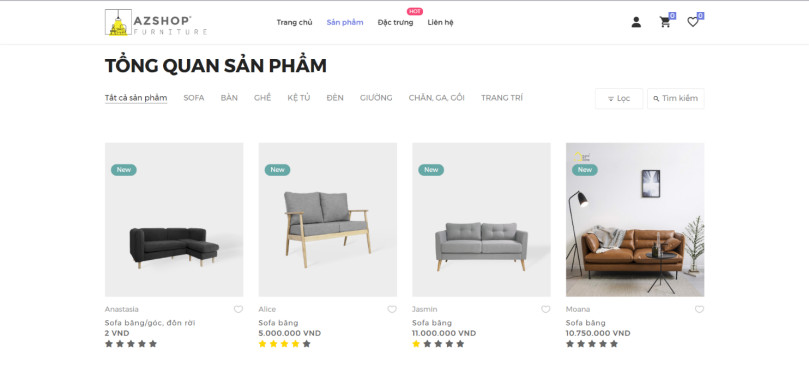 AZSHOP
FURNITURE
Trang chủ
Sản phẩm
Đặc trưng
HOT
Liên hệ
0
0
TỔNG QUAN SẢN PHẨM
Tất cả sản phẩm
SOFA
BÀN
GHẾ
KỆ TỦ
ĐÈN
GIƯỜNG
CHĂN, GA, GỐI
TRANG TRÍ
Lọc
Tìm kiếm
New
New
New
New
Anastasia
Sofa băng/góc, đôn rời
2 VND
Alice
Sofa băng
5.000.000 VND
Jasmin
Sofa băng
11.000.000 VND
Moana
Sofa băng
10.750.000 VND